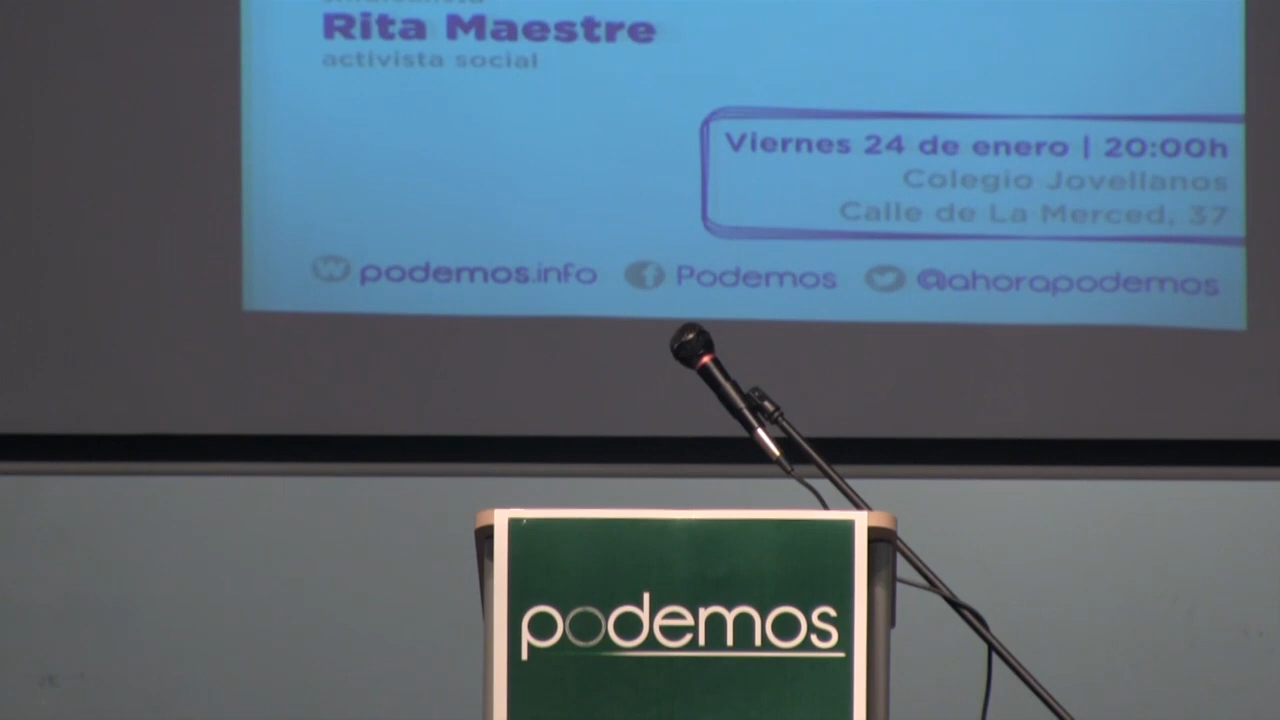 Rita Maestre
activista social
Viernes 24 de enero | 20:00h
Colegio Jovellanos
Calle de La Merced, 37
podemos.info Podemos @ahorapodemos
podemos